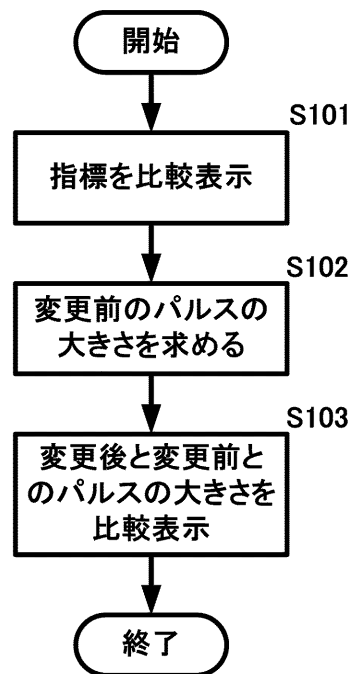 開始
S101
指標を比較表示
S102
変更前のパルスの
大きさを求める
S103
変更後と変更前と
のパルスの大きさを
比較表示
終了